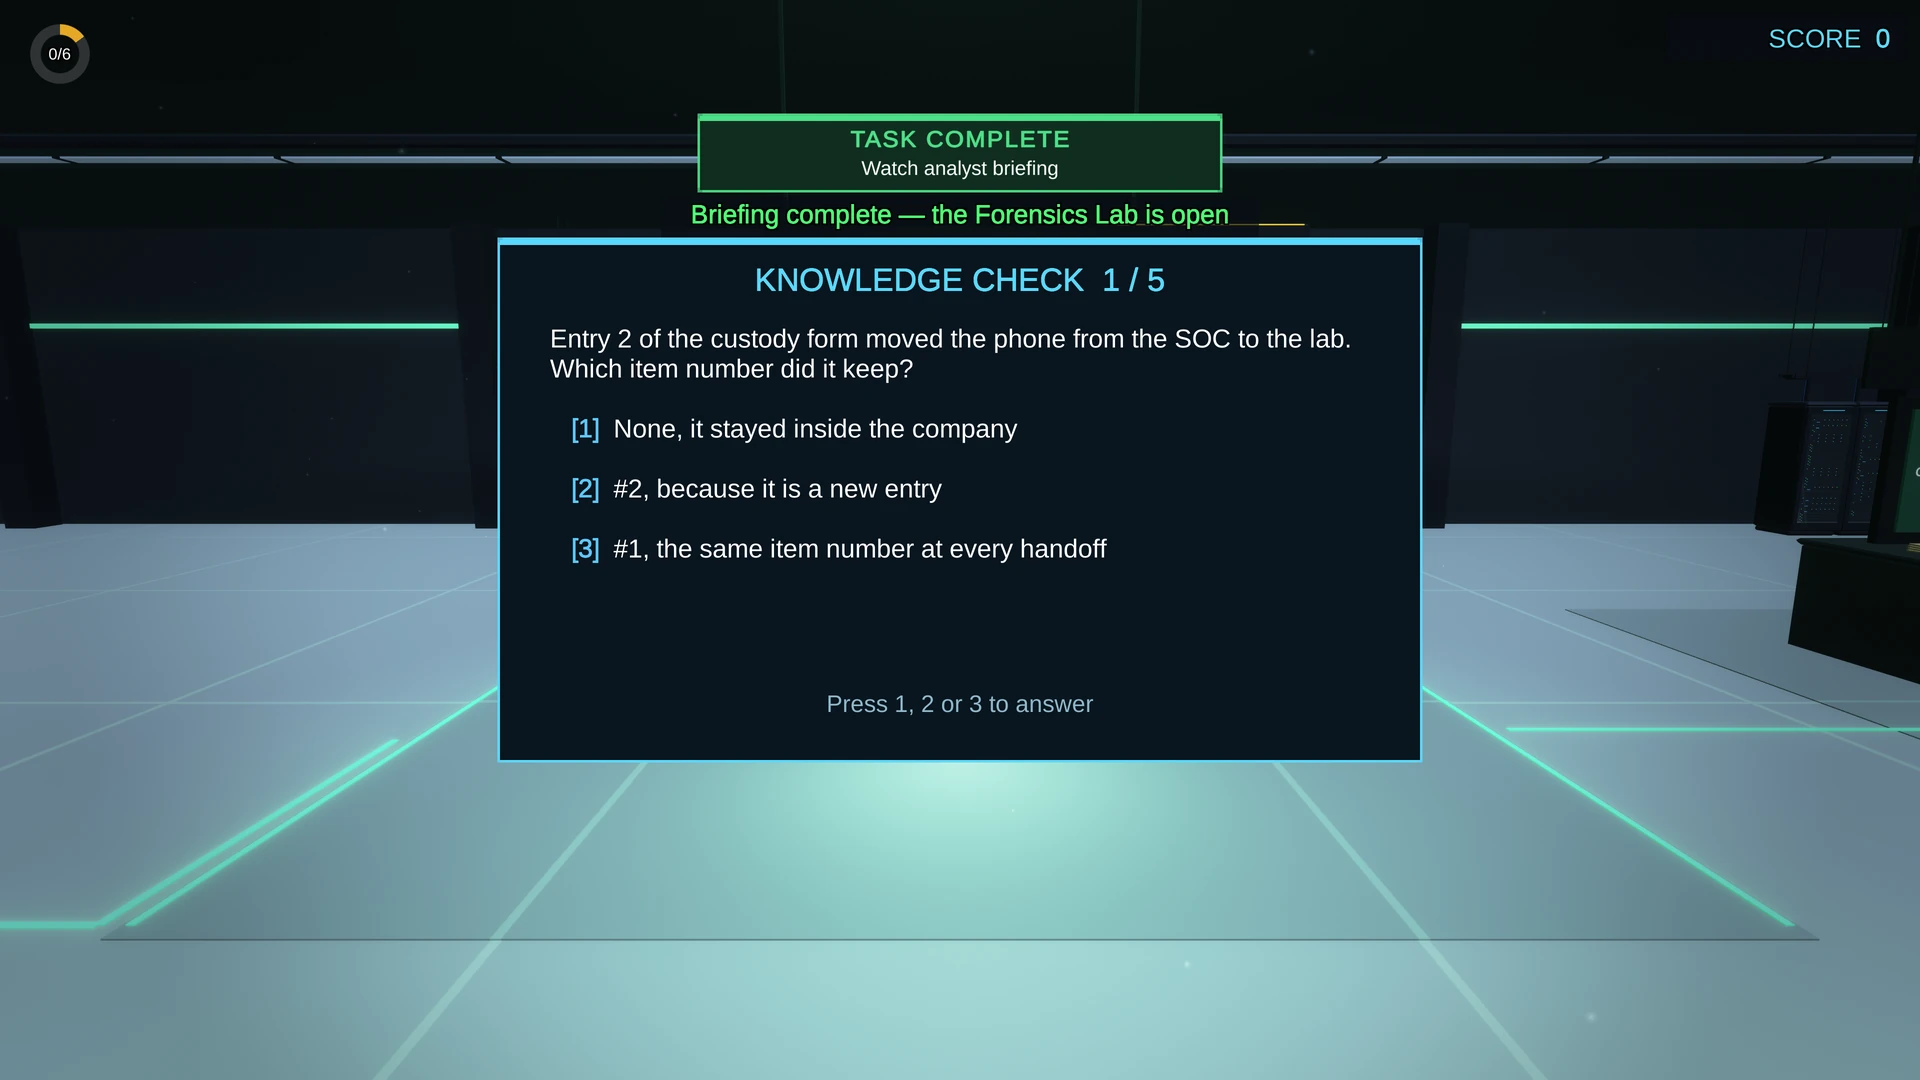 0/6
SCORE 0
TASK COMPLETE
Watch analyst briefing
Briefing complete — the Forensics Lab is open
KNOWLEDGE CHECK 1 / 5
Entry 2 of the custody form moved the phone from the SOC to the lab.
Which item number did it keep?
[1] None, it stayed inside the company
[2] #2, because it is a new entry
[3] #1, the same item number at every handoff
Press 1, 2 or 3 to answer